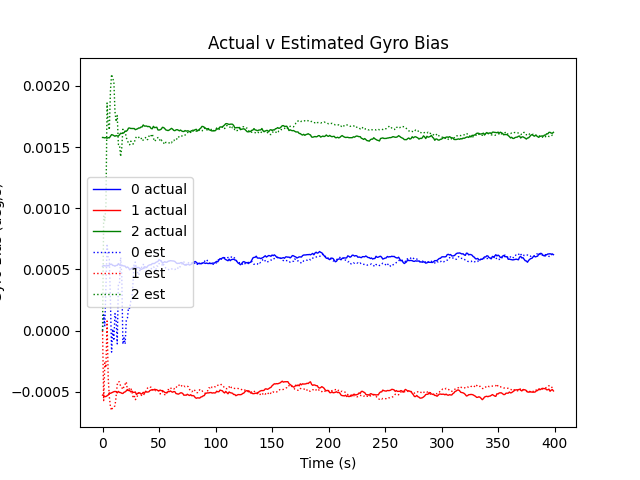 Actual v Estimated Gyro Bias
0.0020
0.0015
0.0010
0.0005
0.0000
−0.0005
0 actual
1 actual
2 actual
0 est
1 est
2 est
0 50 100 150 200 250 300 350 400
Time (s)